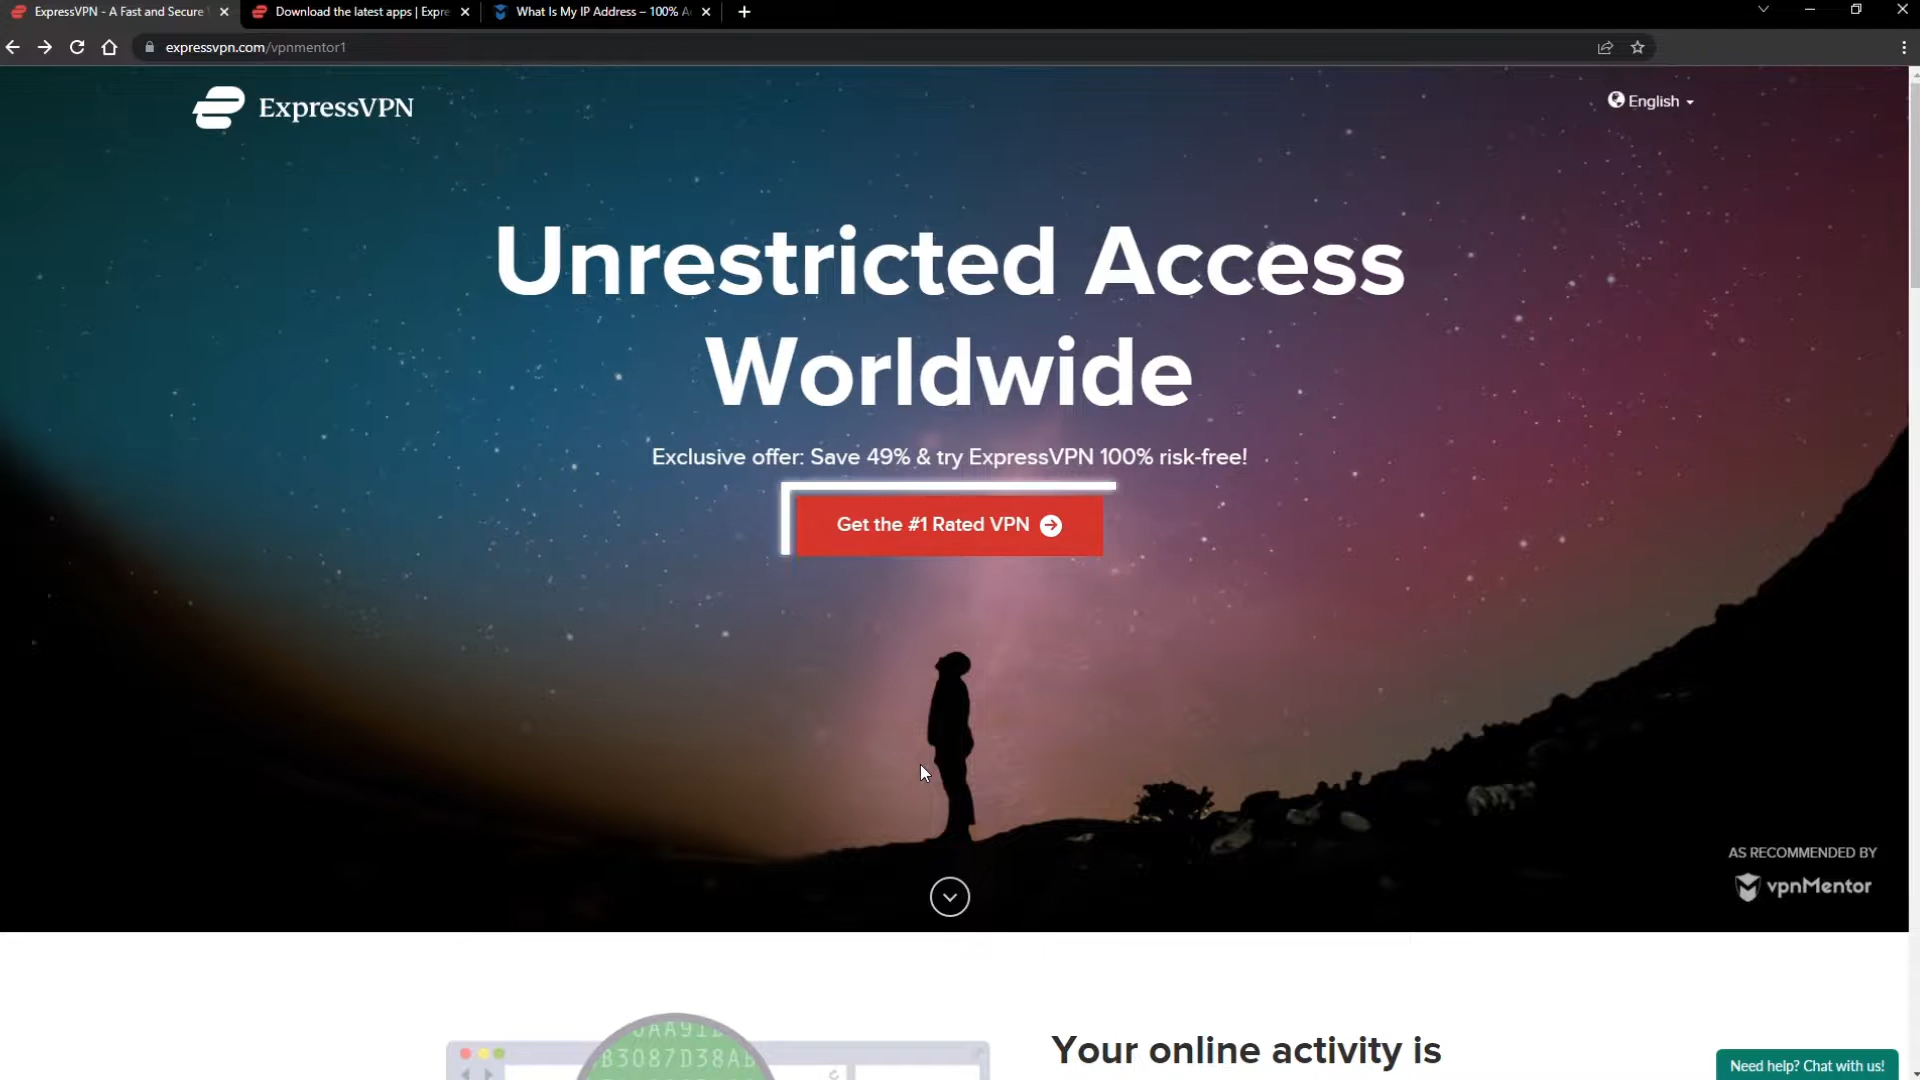 ExpressVPN - A Fast and Secure
Download the latest apps | Expre
What Is My IP Address – 100% A
expressvpn.com/vpnmentor1
ExpressVPN
English
Unrestricted Access
Worldwide
Exclusive offer: Save 49% & try ExpressVPN 100% risk-free!
Get the #1 Rated VPN
AS RECOMMENDED BY
vpnMentor
B3087D38AB
Your online activity is
Need help? Chat with us!